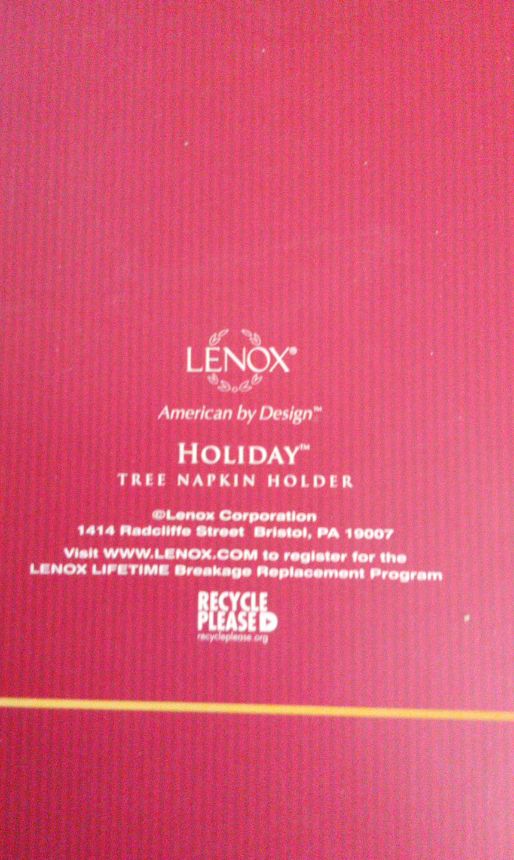 LENOX®
American by Design™
HOLIDAY™
TREE NAPKIN HOLDER
©Lenox Corporation
1414 Radcliffe Street Bristol, PA 19007
Visit WWW.LENOX.COM to register for the
LENOX LIFETIME Breakage Replacement Program
RECYCLE
PLEASE
recycleplease.org